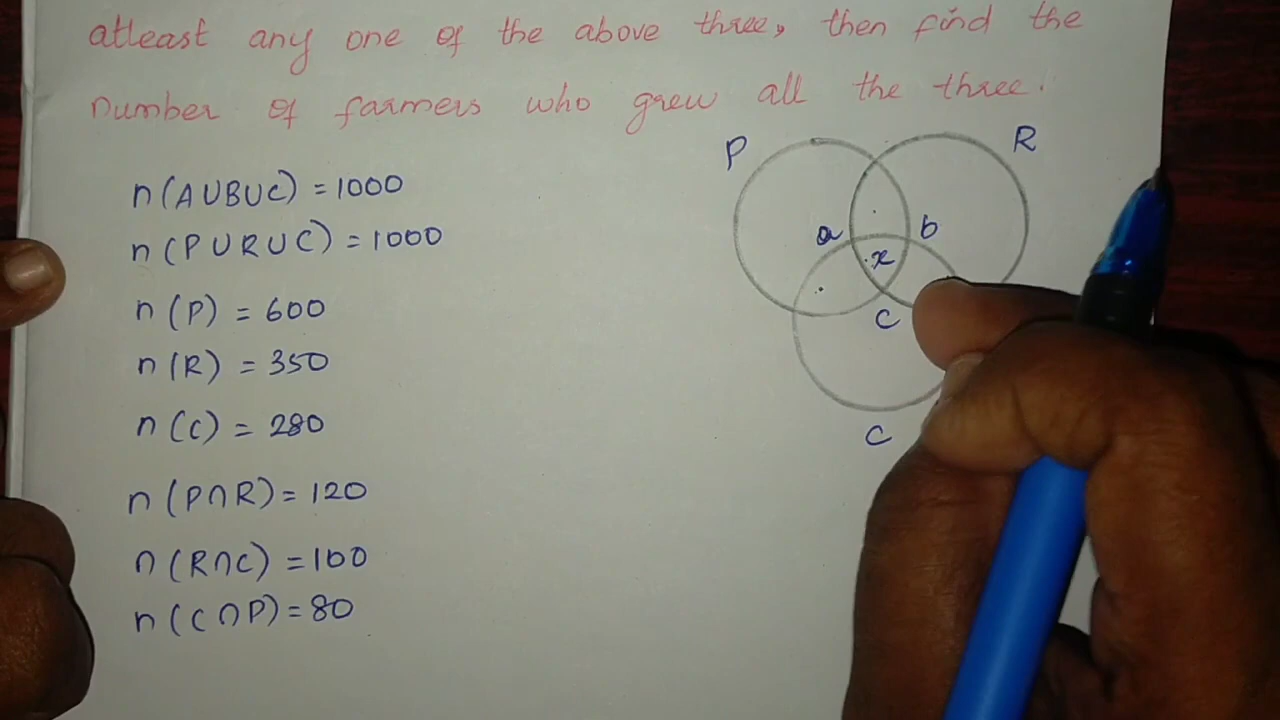 atleast any one of the above three, then find the
number of farmers who grew all the three.
n(AUBUC) = 1000
n(PURUC) = 1000
n(P) = 600
n(R) = 350
n(C) = 280
n(P∩R) = 120
n(R∩C) = 100
n(C∩P) = 80
P
R
a
b
x
c
C